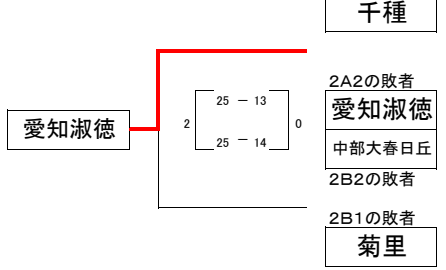 千種
2A2の敗者
愛知淑徳
25 － 13
2 0
愛知淑徳
中部大春日丘
25 － 14
2B2の敗者
2B1の敗者
菊里